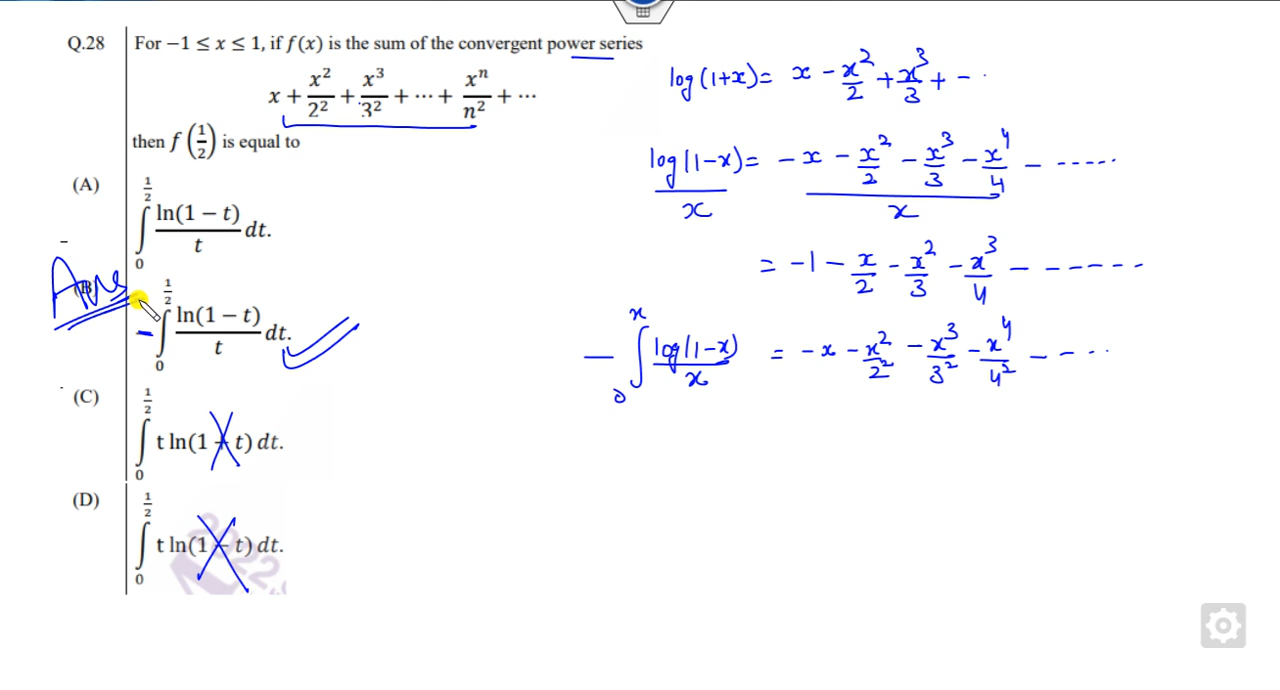 Q.28 For −1 ≤ x ≤ 1, if f(x) is the sum of the convergent power series
x + x²/2² + x³/3² + ⋯ + xⁿ/n² + ⋯
then f(1/2) is equal to
(A) ∫₀^{1/2} ln(1 − t)/t dt.
Ans (B) − ∫₀^{1/2} ln(1 − t)/t dt.
(C) ∫₀^{1/2} t ln(1 + t) dt.
(D) ∫₀^{1/2} t ln(1 − t) dt.
2022
log(1+x) = x − x²/2 + x³/3 + − ..
log(1−x)/x = (−x − x²/2 − x³/3 − x⁴/4 − .....)/x
= −1 − x/2 − x²/3 − x³/4 − − − − − −
− ∫₀ˣ log(1−x)/x = −x − x²/2² − x³/3² − x⁴/4² − − − ..